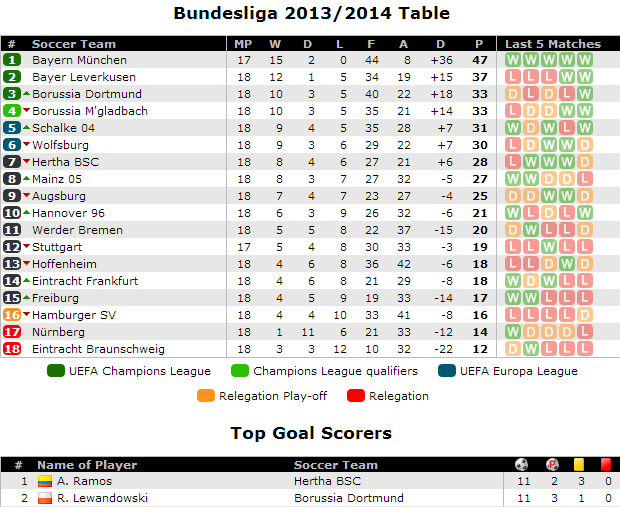 Bundesliga 2013/2014 Table
# Soccer Team MP W D L F A D P Last 5 Matches
1 Bayern München 17 15 2 0 44 8 +36 47 W W W W W
2 Bayer Leverkusen 18 12 1 5 34 19 +15 37 L L L W W
3 Borussia Dortmund 18 10 3 5 40 22 +18 33 D L D L W
4 Borussia M'gladbach 18 10 3 5 35 21 +14 33 L D D W W
5 Schalke 04 18 9 4 5 35 28 +7 31 W D W L W
6 Wolfsburg 18 9 3 6 29 22 +7 30 L D W W D
7 Hertha BSC 18 8 4 6 27 21 +6 28 L W W W D
8 Mainz 05 18 8 3 7 27 32 -5 27 W W D D L
9 Augsburg 18 7 4 7 23 27 -4 25 D D W W D
10 Hannover 96 18 6 3 9 26 32 -6 21 W L D L W
11 Werder Bremen 18 5 5 8 22 37 -15 20 D W L L D
12 Stuttgart 17 5 4 8 30 33 -3 19 L L W L L
13 Hoffenheim 18 4 6 8 36 42 -6 18 L L D W D
14 Eintracht Frankfurt 18 4 6 8 21 29 -8 18 W D W L L
15 Freiburg 18 4 5 9 19 33 -14 17 W W L L L
16 Hamburger SV 18 4 4 10 33 41 -8 16 L L L L D
17 Nürnberg 18 1 11 6 21 33 -12 14 W D D D L
18 Eintracht Braunschweig 18 3 3 12 10 32 -22 12 D W L L L
UEFA Champions League Champions League qualifiers UEFA Europa League
Relegation Play-off Relegation
Top Goal Scorers
# Name of Player Soccer Team P
1 A. Ramos Hertha BSC 11 2 3 0
2 R. Lewandowski Borussia Dortmund 11 3 1 0